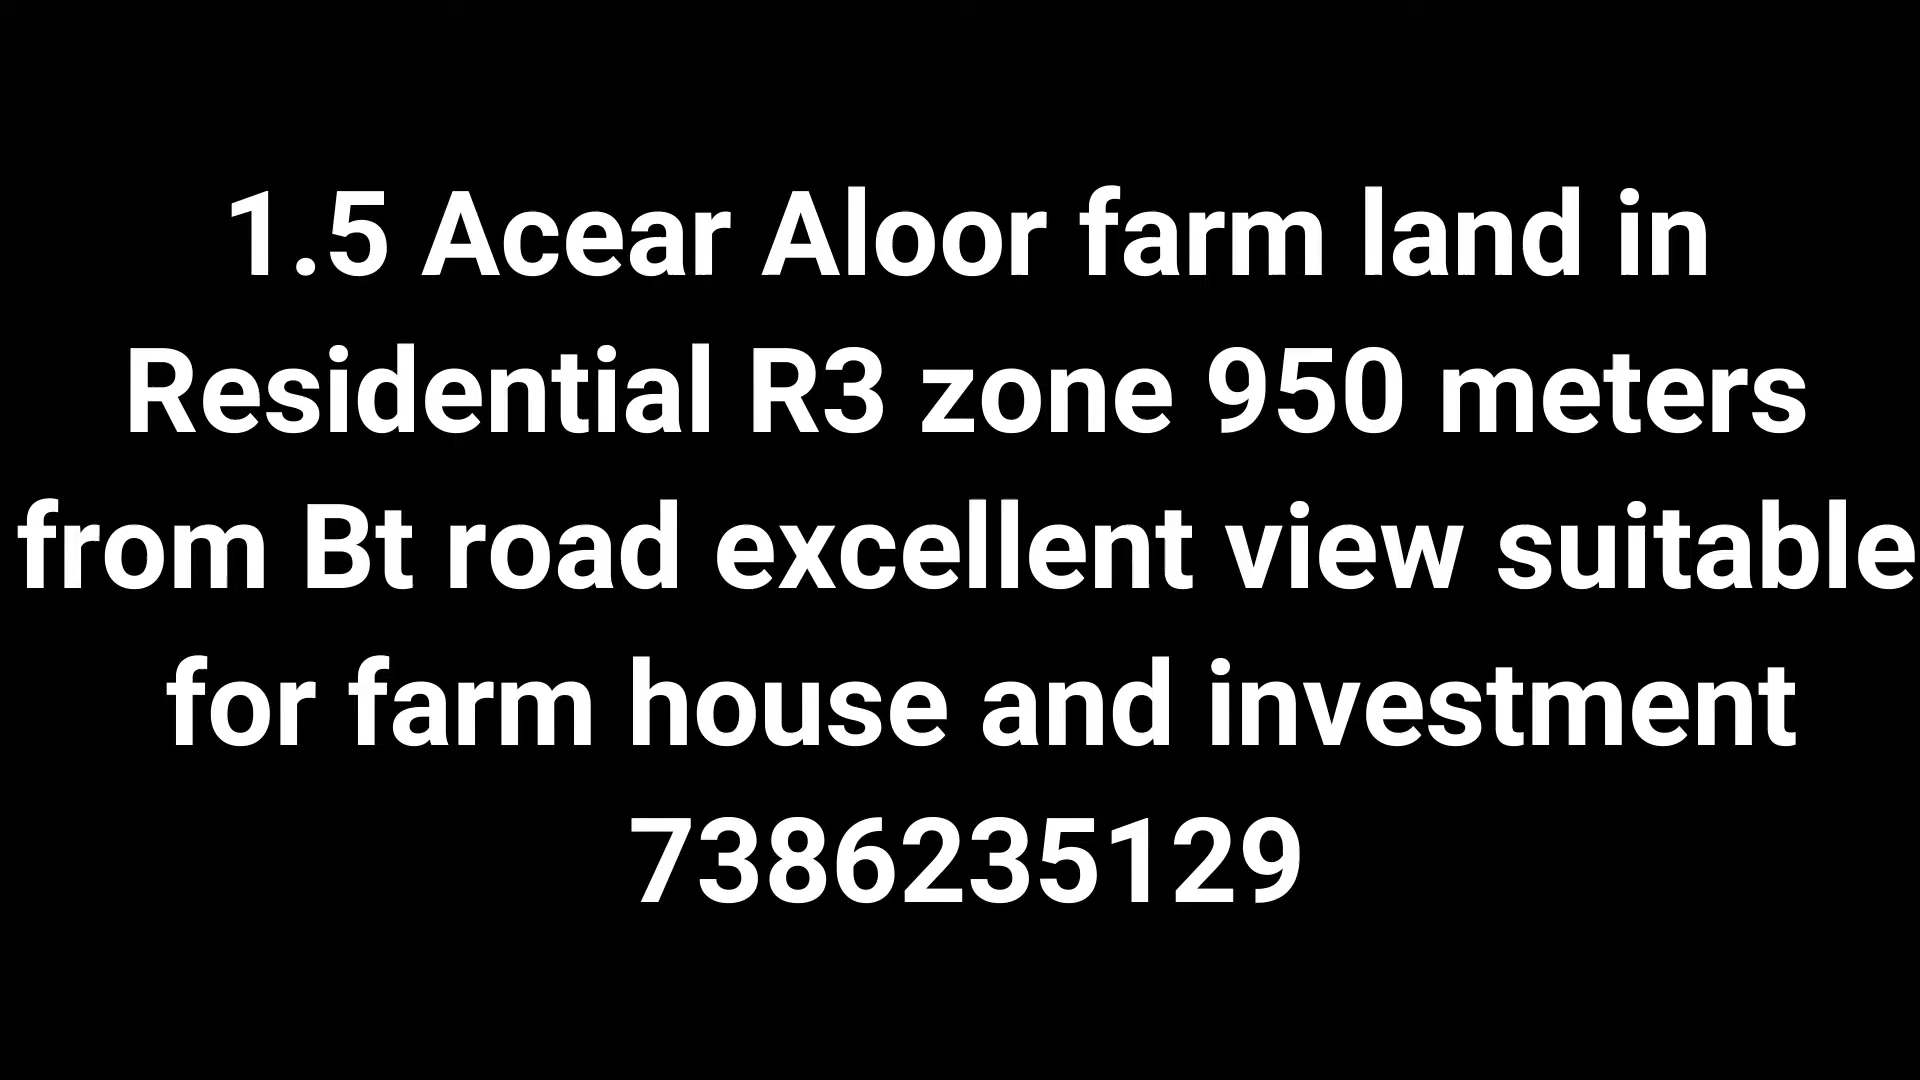 1.5 Acear Aloor farm land in
Residential R3 zone 950 meters
from Bt road excellent view suitable
for farm house and investment
7386235129